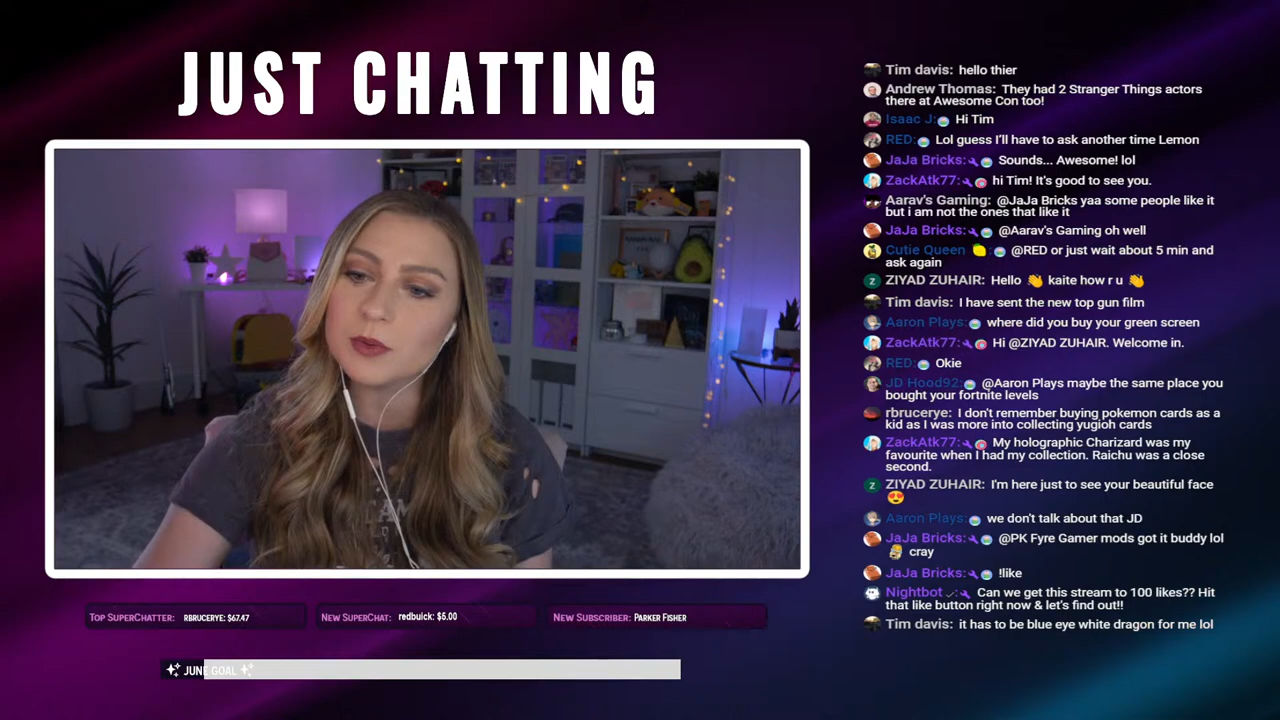 JUST CHATTING
Tim davis: hello thier
Andrew Thomas: They had 2 Stranger Things actors
there at Awesome Con too!
Isaac J: Hi Tim
RED: Lol guess I'll have to ask another time Lemon
JaJa Bricks: Sounds... Awesome! lol
ZackAtk77: hi Tim! It's good to see you.
Aarav's Gaming: @JaJa Bricks yaa some people like it
but i am not the ones that like it
JaJa Bricks: @Aarav's Gaming oh well
Cutie Queen 🍋: @RED or just wait about 5 min and
ask again
Z ZIYAD ZUHAIR: Hello 👋 kaite how r u 👋
Tim davis: I have sent the new top gun film
Aaron Plays: where did you buy your green screen
ZackAtk77: Hi @ZIYAD ZUHAIR. Welcome in.
RED: Okie
JD Hood92: @Aaron Plays maybe the same place you
bought your fortnite levels
rbrucerye: I don't remember buying pokemon cards as a
kid as I was more into collecting yugioh cards
ZackAtk77: My holographic Charizard was my
favourite when I had my collection. Raichu was a close
second.
Z ZIYAD ZUHAIR: I'm here just to see your beautiful face
😍
Aaron Plays: we don't talk about that JD
JaJa Bricks: @PK Fyre Gamer mods got it buddy lol
cray
JaJa Bricks: !like
Nightbot: Can we get this stream to 100 likes?? Hit
that like button right now & let's find out!!
Tim davis: it has to be blue eye white dragon for me lol
TOP SUPERCHATTER: RBRUCERYE: $67.47
NEW SUPERCHAT: redbuick: $5.00
NEW SUBSCRIBER: PARKER FISHER
✨ JUNE GOAL ✨